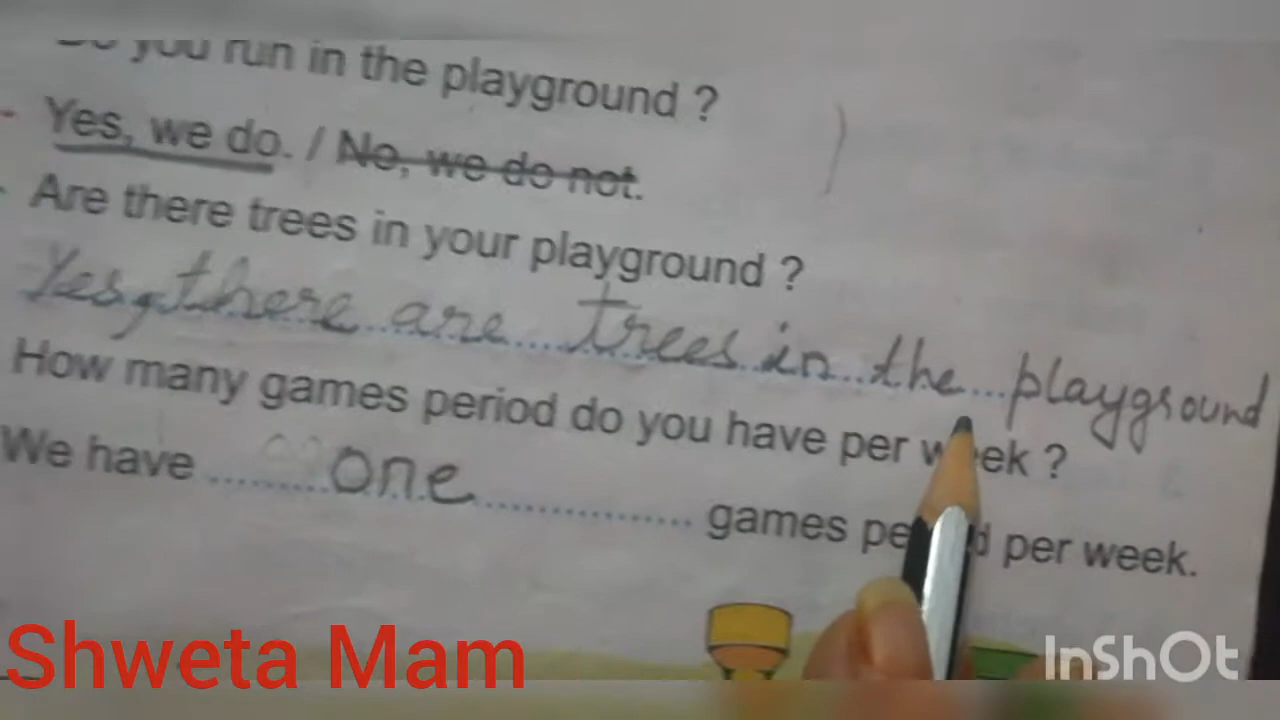 Do you run in the playground ?
Yes, we do. / No, we do not.
Are there trees in your playground ?
Yes, there are trees in the playground
How many games period do you have per week ?
We have ........ one ................ games period per week.
Shweta Mam
InShOt